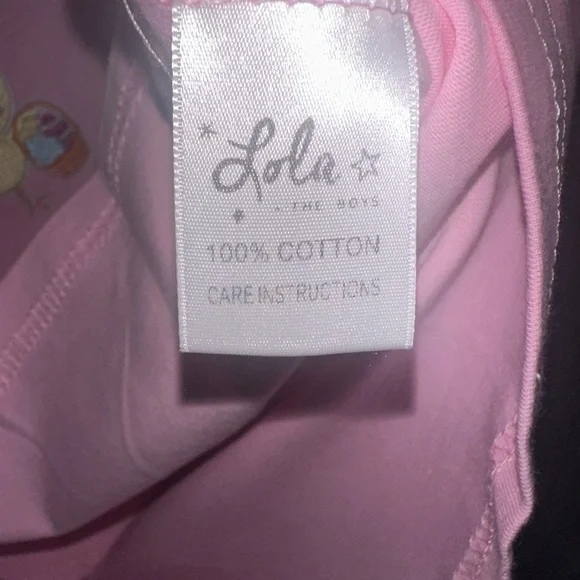 Lola
THE BOYS
100% COTTON
CARE INSTRUCTIONS